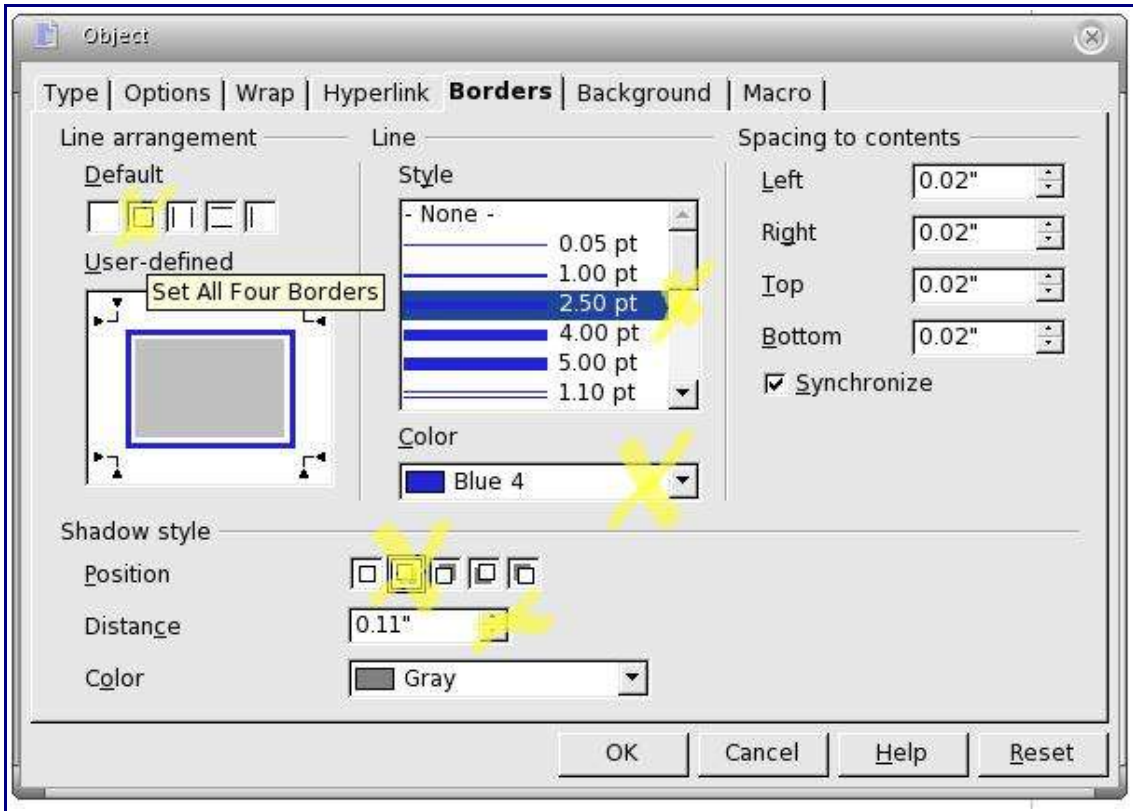 Object
Type Options Wrap Hyperlink Borders Background Macro
Line arrangement
Default
User-defined
Set All Four Borders
Line
Style
- None -
0.05 pt
1.00 pt
2.50 pt
4.00 pt
5.00 pt
1.10 pt
Color
Blue 4
Spacing to contents
Left 0.02"
Right 0.02"
Top 0.02"
Bottom 0.02"
Synchronize
Shadow style
Position
Distance 0.11"
Color Gray
OK Cancel Help Reset